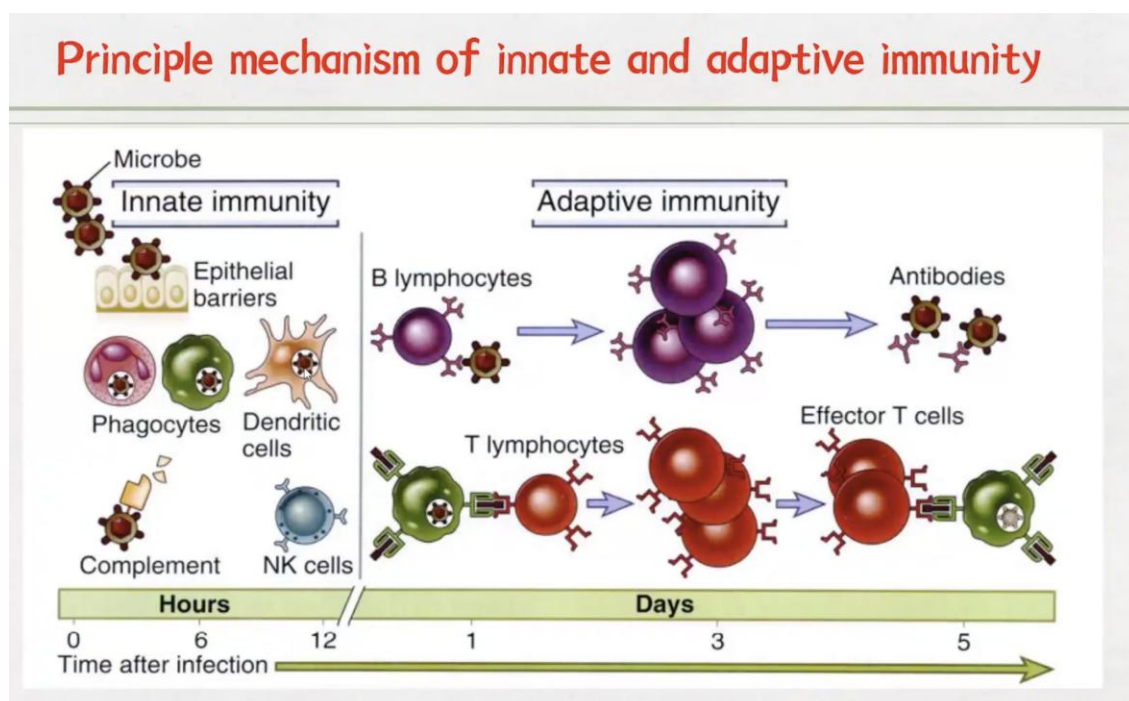 Principle mechanism of innate and adaptive immunity
Microbe
Innate immunity
Adaptive immunity
Epithelial
barriers
B lymphocytes
Antibodies
Phagocytes
Dendritic
cells
T lymphocytes
Effector T cells
Complement
NK cells
Hours
Days
0 6 12 1 3 5
Time after infection